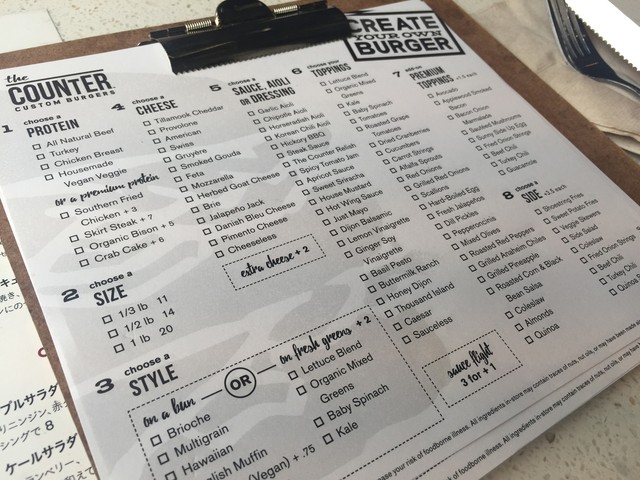 the
COUNTER
CUSTOM BURGERS
CREATE
YOUR OWN
BURGER
1 choose a
PROTEIN
All Natural Beef
Turkey
Chicken Breast
Housemade
Vegan Veggie
or a premium protein
Southern Fried
Chicken + 3
Skirt Steak + 7
Organic Bison + 5
Crab Cake + 6
2 choose a
SIZE
1/3 lb 11
1/2 lb 14
1 lb 20
3 choose a
STYLE
on a bun
Brioche
Multigrain
Hawaiian
English Muffin
(Vegan) + .75
OR
on fresh greens + 2
Lettuce Blend
Organic Mixed
Greens
Baby Spinach
Kale
4 choose a
CHEESE
Tillamook Cheddar
Provolone
American
Swiss
Gruyère
Smoked Gouda
Feta
Mozzarella
Herbed Goat Cheese
Brie
Jalapeño Jack
Danish Bleu Cheese
Pimento Cheese
Cheeseless
extra cheese + 2
5 choose a
SAUCE, AIOLI
or DRESSING
Garlic Aioli
Chipotle Aioli
Horseradish Aioli
Korean Chili Aioli
Hickory BBQ
Steak Sauce
The Counter Relish
Spicy Tomato Jam
Apricot Sauce
Sweet Sriracha
House Mustard
Hot Wing Sauce
Just Mayo
Dijon Balsamic
Lemon Vinaigrette
Ginger Soy
Vinaigrette
Basil Pesto
Buttermilk Ranch
Honey Dijon
Thousand Island
Caesar
Sauceless
sauce flight
3 for + 1
6 choose your
TOPPINGS
Lettuce Blend
Organic Mixed
Greens
Kale
Baby Spinach
Tomatoes
Roasted Grape
Tomatoes
Dried Cranberries
Cucumbers
Carrot Strings
Alfalfa Sprouts
Red Onions
Grilled Red Onions
Scallions
Hard Boiled Egg
Fresh Jalapeños
Dill Pickles
Pepperoncinis
Mixed Olives
Roasted Red Peppers
Grilled Anaheim Chiles
Grilled Pineapple
Roasted Corn & Black
Bean Salsa
Coleslaw
Almonds
Quinoa
7 add-on
PREMIUM
TOPPINGS +1.5 each
Avocado
Applewood Smoked
Bacon
Bacon Onion
Marmalade
Sautéed Mushrooms
Sunny Side Up Egg
Fried Onion Strings
Beef Chili
Turkey Chili
Guacamole
8 choose a
SIDE +3.5 each
Shoestring Fries
Sweet Potato Fries
Veggie Skewers
Side Salad
Coleslaw
Fried Onion Strings
Beef Chili
Turkey Chili
Quinoa
ケールサラダ